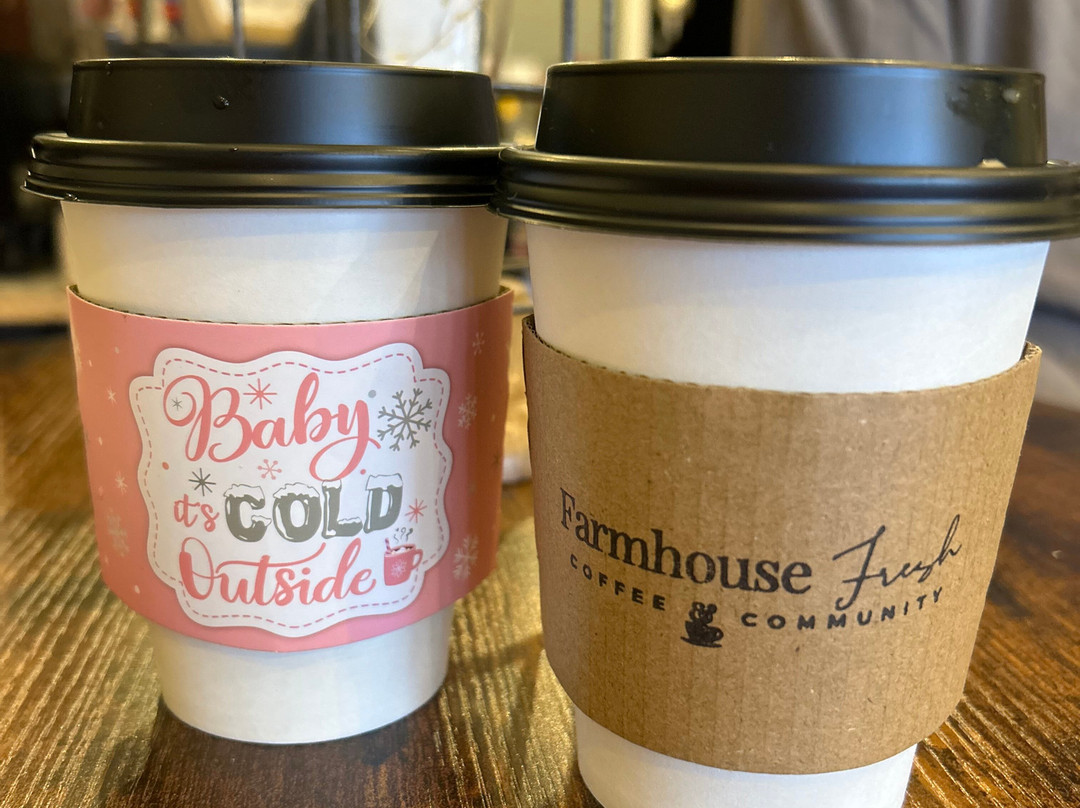 Baby
it's COLD
Outside
Farmhouse Fresh
COFFEE COMMUNITY